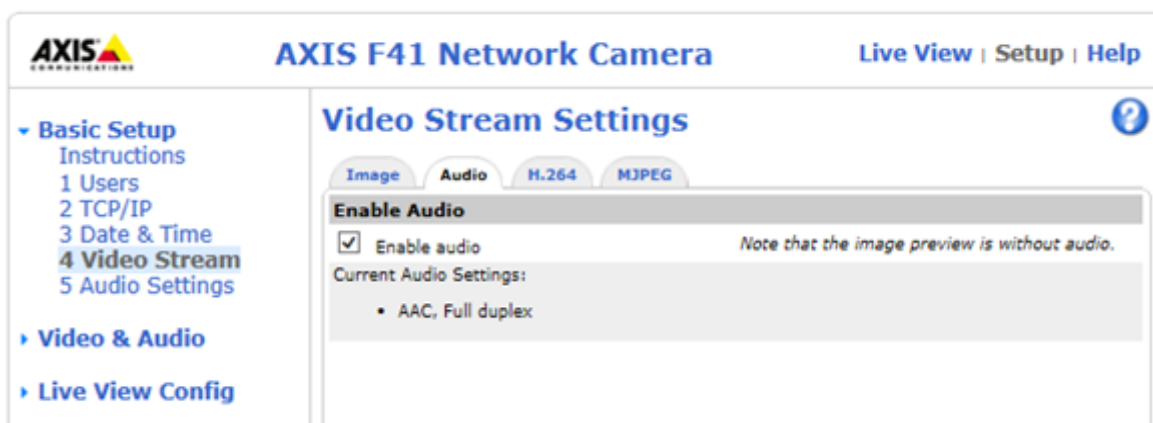 AXIS
COMMUNICATIONS
AXIS F41 Network Camera
Live View | Setup | Help
Basic Setup
Instructions
1 Users
2 TCP/IP
3 Date & Time
4 Video Stream
5 Audio Settings
Video & Audio
Live View Config
Video Stream Settings
?
Image Audio H.264 MJPEG
Enable Audio
Enable audio Note that the image preview is without audio.
Current Audio Settings:
• AAC, Full duplex